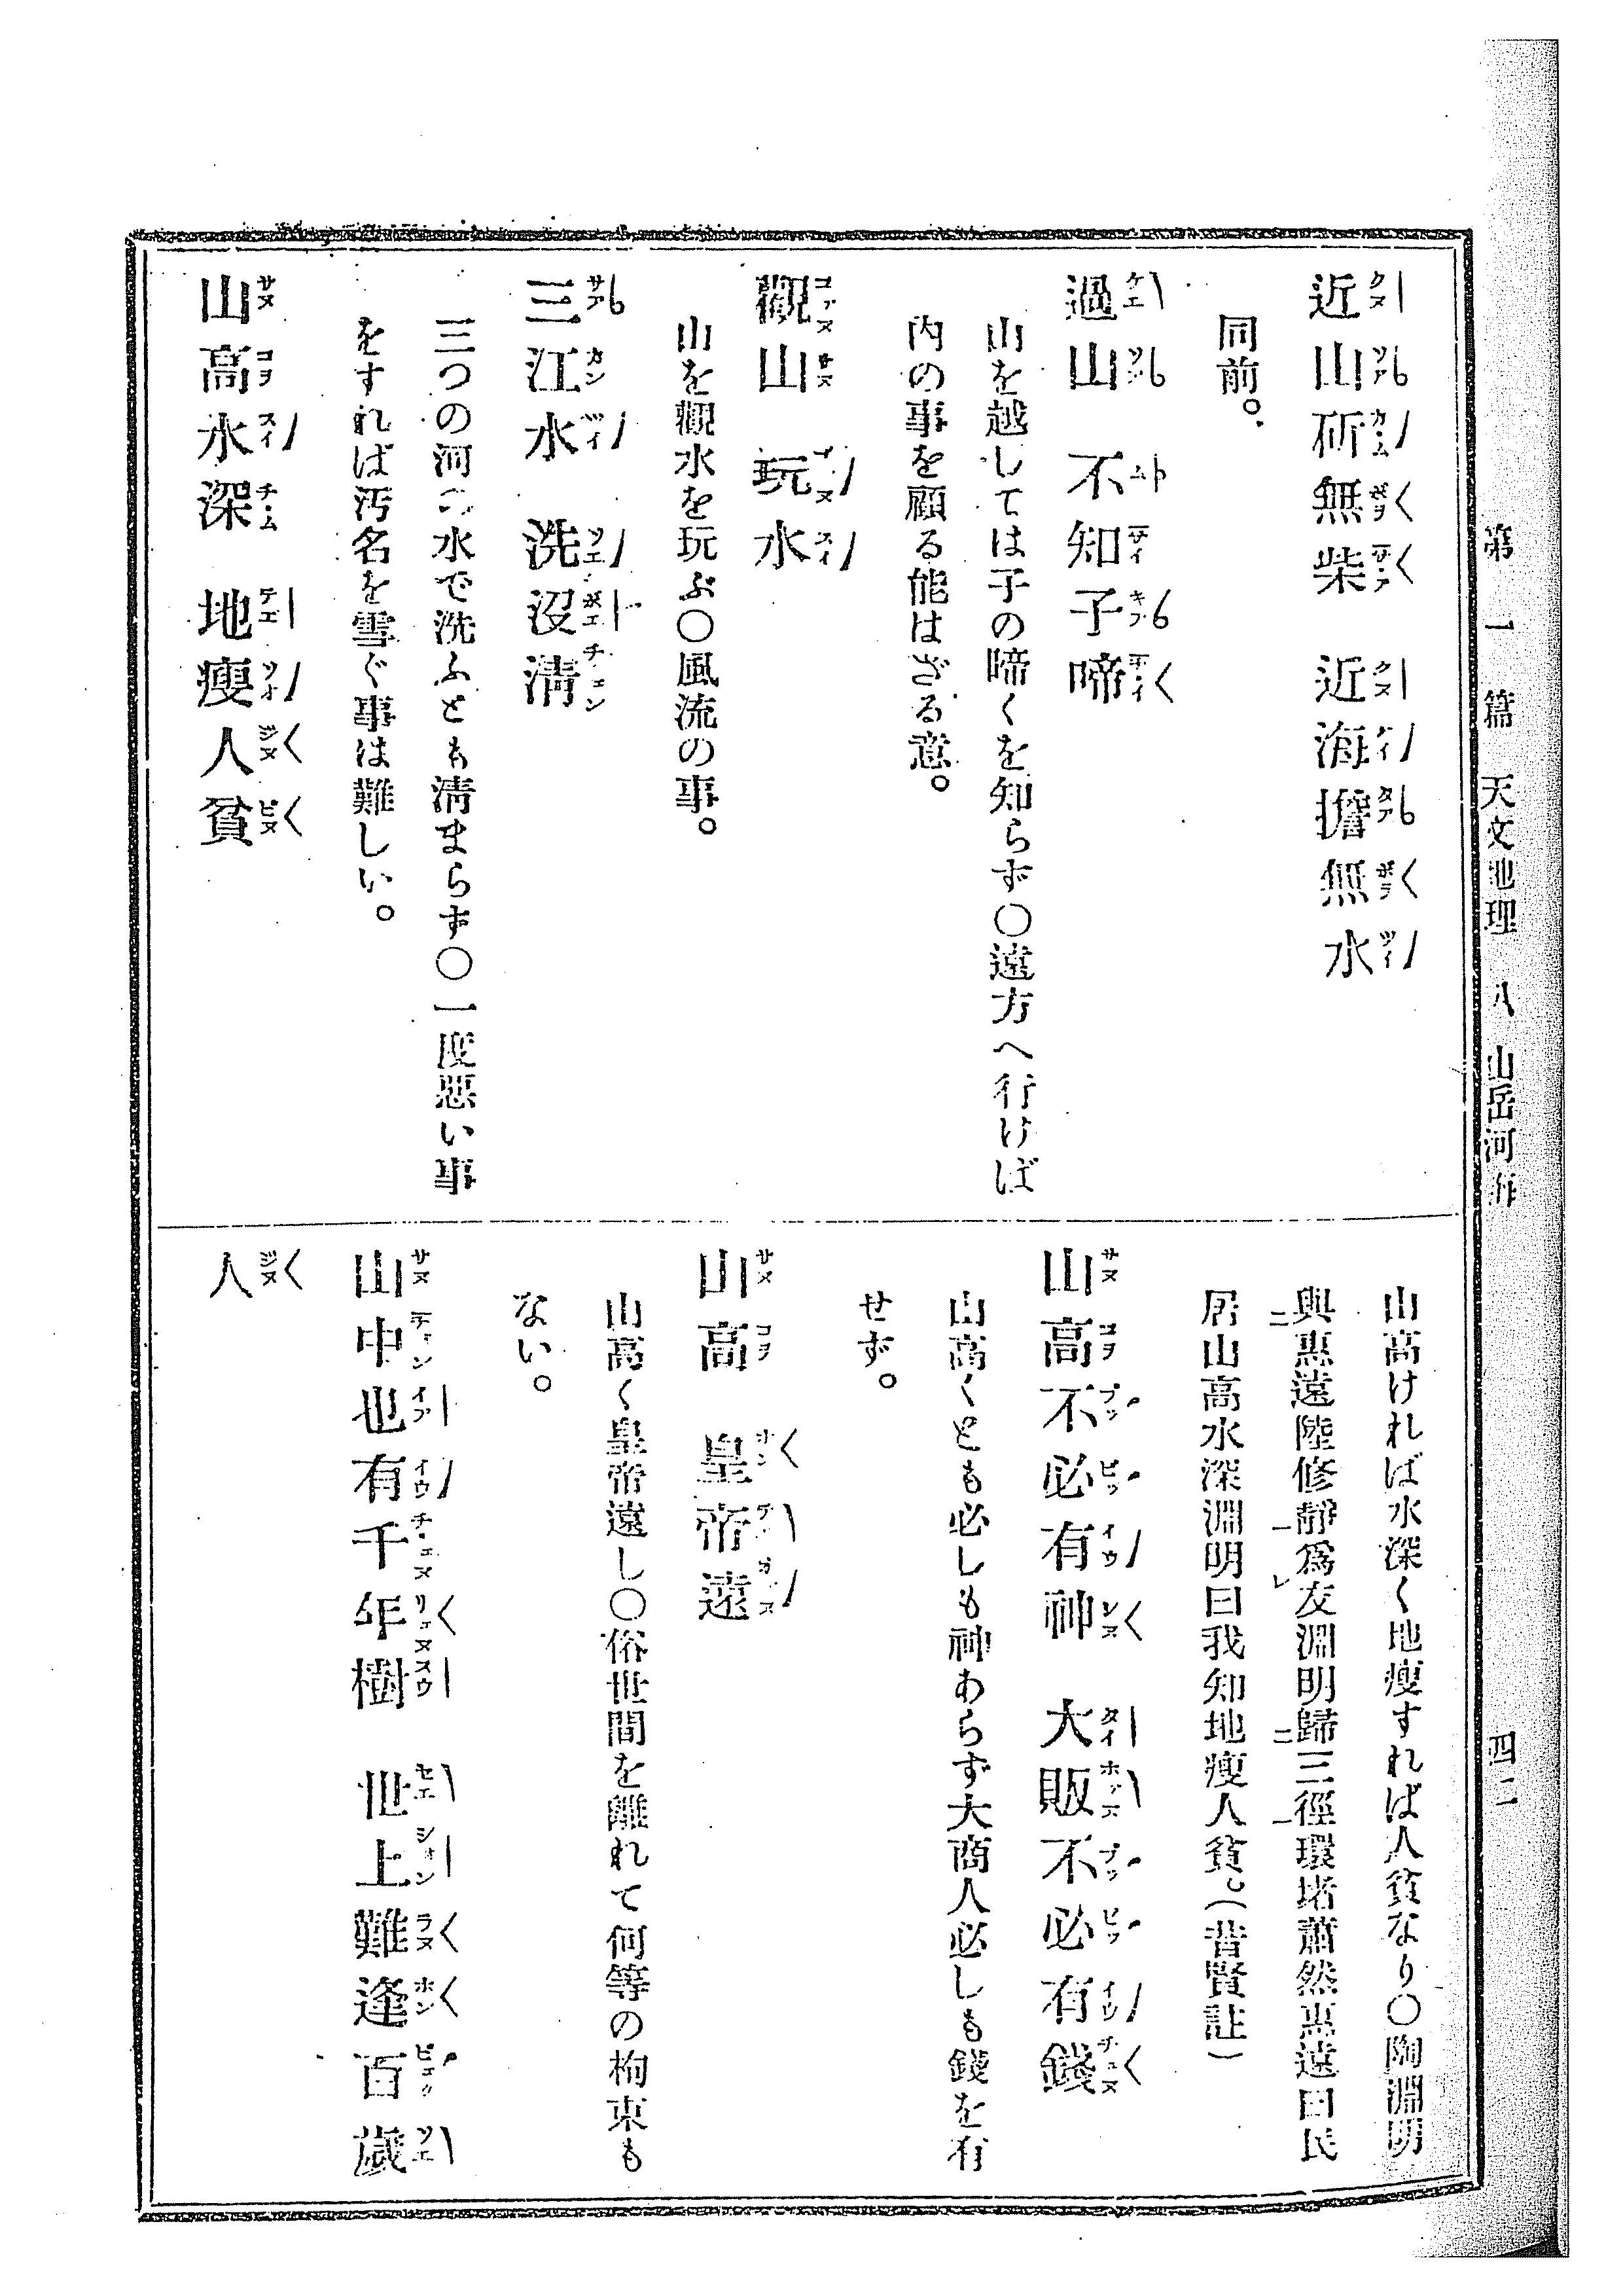 第一篇　天文地理　八　山岳河海
四二
近山斫無柴　近海擔無水
同前。
過山　不知子啼
山を越しては子の啼くを知らず〇遠方へ行けば
内の事を顧る能はざる意。
觀山　玩水
山を觀水を玩ぶ〇風流の事。
三江水　洗沒淸
三つの河の水で洗ふとも淸まらず〇一度惡い事
をすれば汚名を雪ぐ事は難しい。
山高水深　地瘦人貧
山高ければ水深く地瘦すれば人貧なり〇陶淵明
與惠遠陸修靜爲友淵明歸三徑環堵蕭然惠遠曰民
居山高水深淵明曰我知地瘦人貧。（昔賢註）
山高不必有神　大販不必有錢
山高くとも必しも神あらず大商人必しも錢を有
せず。
山高　皇帝遠
山高く皇帝遠し〇俗世間を離れて何等の拘束も
ない。
山中也有千年樹　世上難逢百歲
人